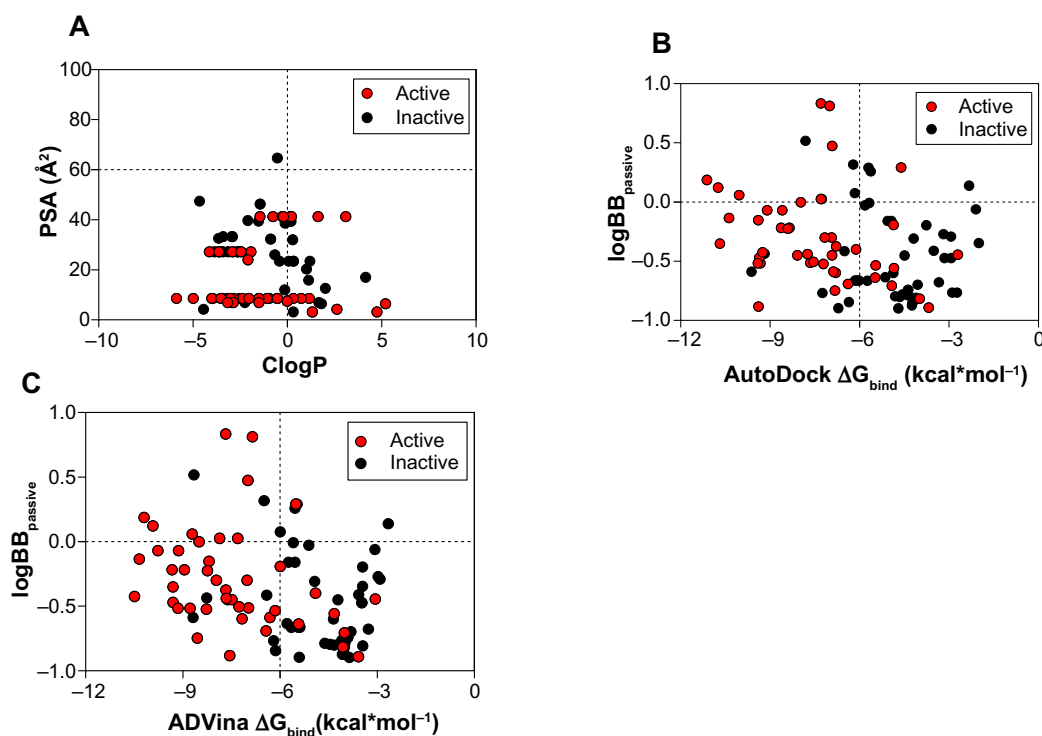 A
PSA (Å²)
100
80
60
40
20
0
–10
–5
0
5
10
ClogP
Active
Inactive
B
logBBpassive
1.0
0.5
0.0
–0.5
–1.0
–12
–9
–6
–3
0
AutoDock ΔGbind (kcal*mol⁻¹)
Active
Inactive
C
logBBpassive
1.0
0.5
0.0
–0.5
–1.0
–12
–9
–6
–3
0
ADVina ΔGbind(kcal*mol⁻¹)
Active
Inactive